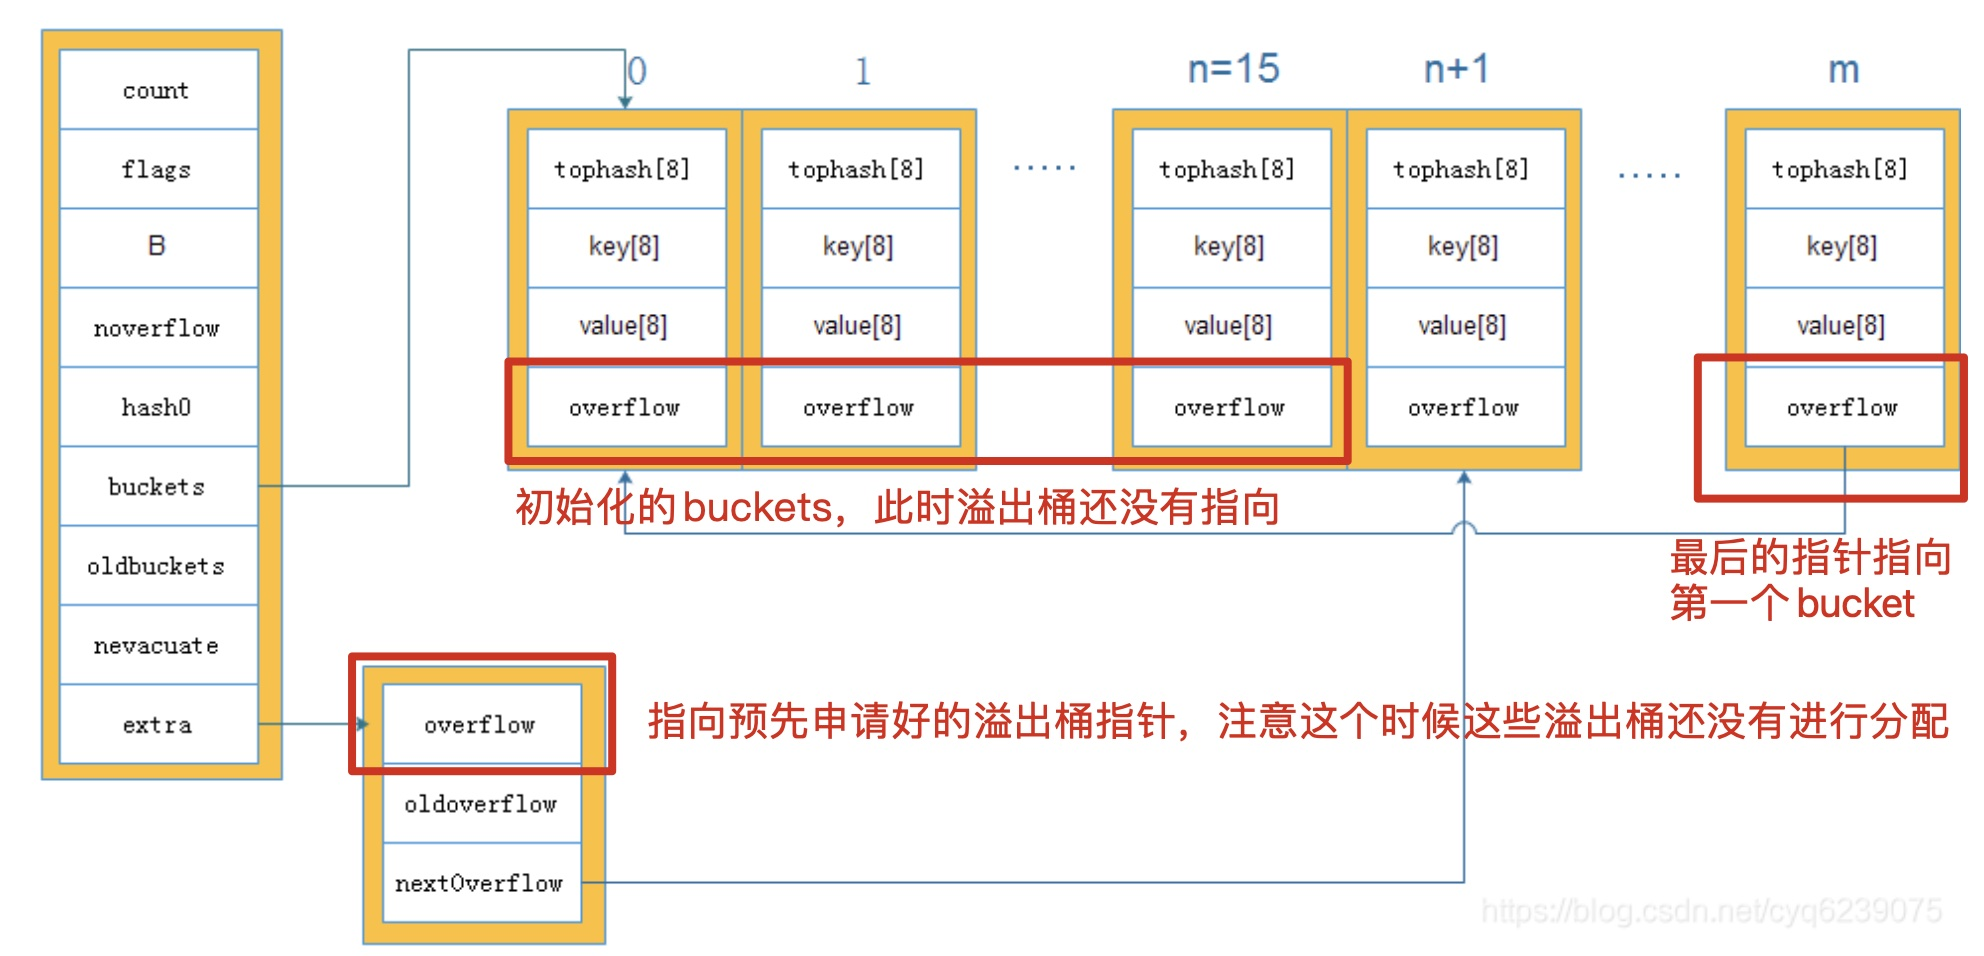 count
flags
B
noverflow
hash0
buckets
oldbuckets
nevacuate
extra
0
1
n=15
n+1
m
tophash[8]
key[8]
value[8]
overflow
tophash[8]
key[8]
value[8]
overflow
.....
tophash[8]
key[8]
value[8]
overflow
tophash[8]
key[8]
value[8]
overflow
.....
tophash[8]
key[8]
value[8]
overflow
初始化的buckets，此时溢出桶还没有指向
最后的指针指向
第一个bucket
overflow
oldoverflow
nextOverflow
指向预先申请好的溢出桶指针，注意这个时候这些溢出桶还没有进行分配
https://blog.csdn.net/cyq6239075